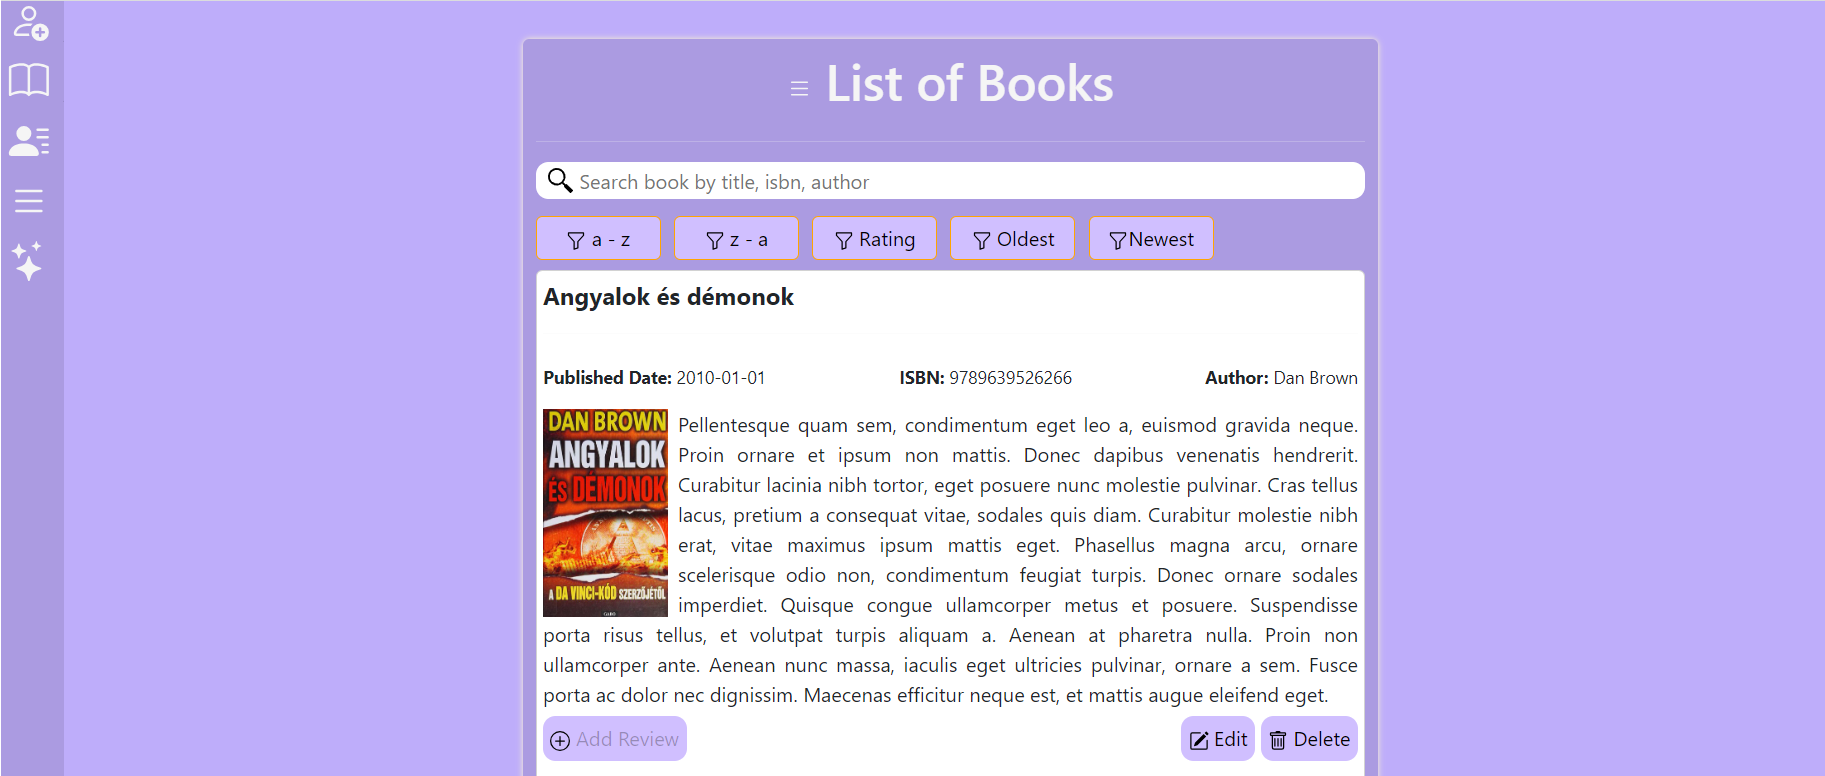 List of Books
Search book by title, isbn, author
a - z
z - a
Rating
Oldest
Newest
Angyalok és démonok
Published Date: 2010-01-01
ISBN: 9789639526266
Author: Dan Brown
DAN BROWN
ANGYALOK
ÉS DÉMONOK
A DA VINCI-KÓD SZERZŐJÉTŐL
Pellentesque quam sem, condimentum eget leo a, euismod gravida neque.
Proin ornare et ipsum non mattis. Donec dapibus venenatis hendrerit.
Curabitur lacinia nibh tortor, eget posuere nunc molestie pulvinar. Cras tellus
lacus, pretium a consequat vitae, sodales quis diam. Curabitur molestie nibh
erat, vitae maximus ipsum mattis eget. Phasellus magna arcu, ornare
scelerisque odio non, condimentum feugiat turpis. Donec ornare sodales
imperdiet. Quisque congue ullamcorper metus et posuere. Suspendisse
porta risus tellus, et volutpat turpis aliquam a. Aenean at pharetra nulla. Proin non
ullamcorper ante. Aenean nunc massa, iaculis eget ultricies pulvinar, ornare a sem. Fusce
porta ac dolor nec dignissim. Maecenas efficitur neque est, et mattis augue eleifend eget.
Add Review
Edit
Delete